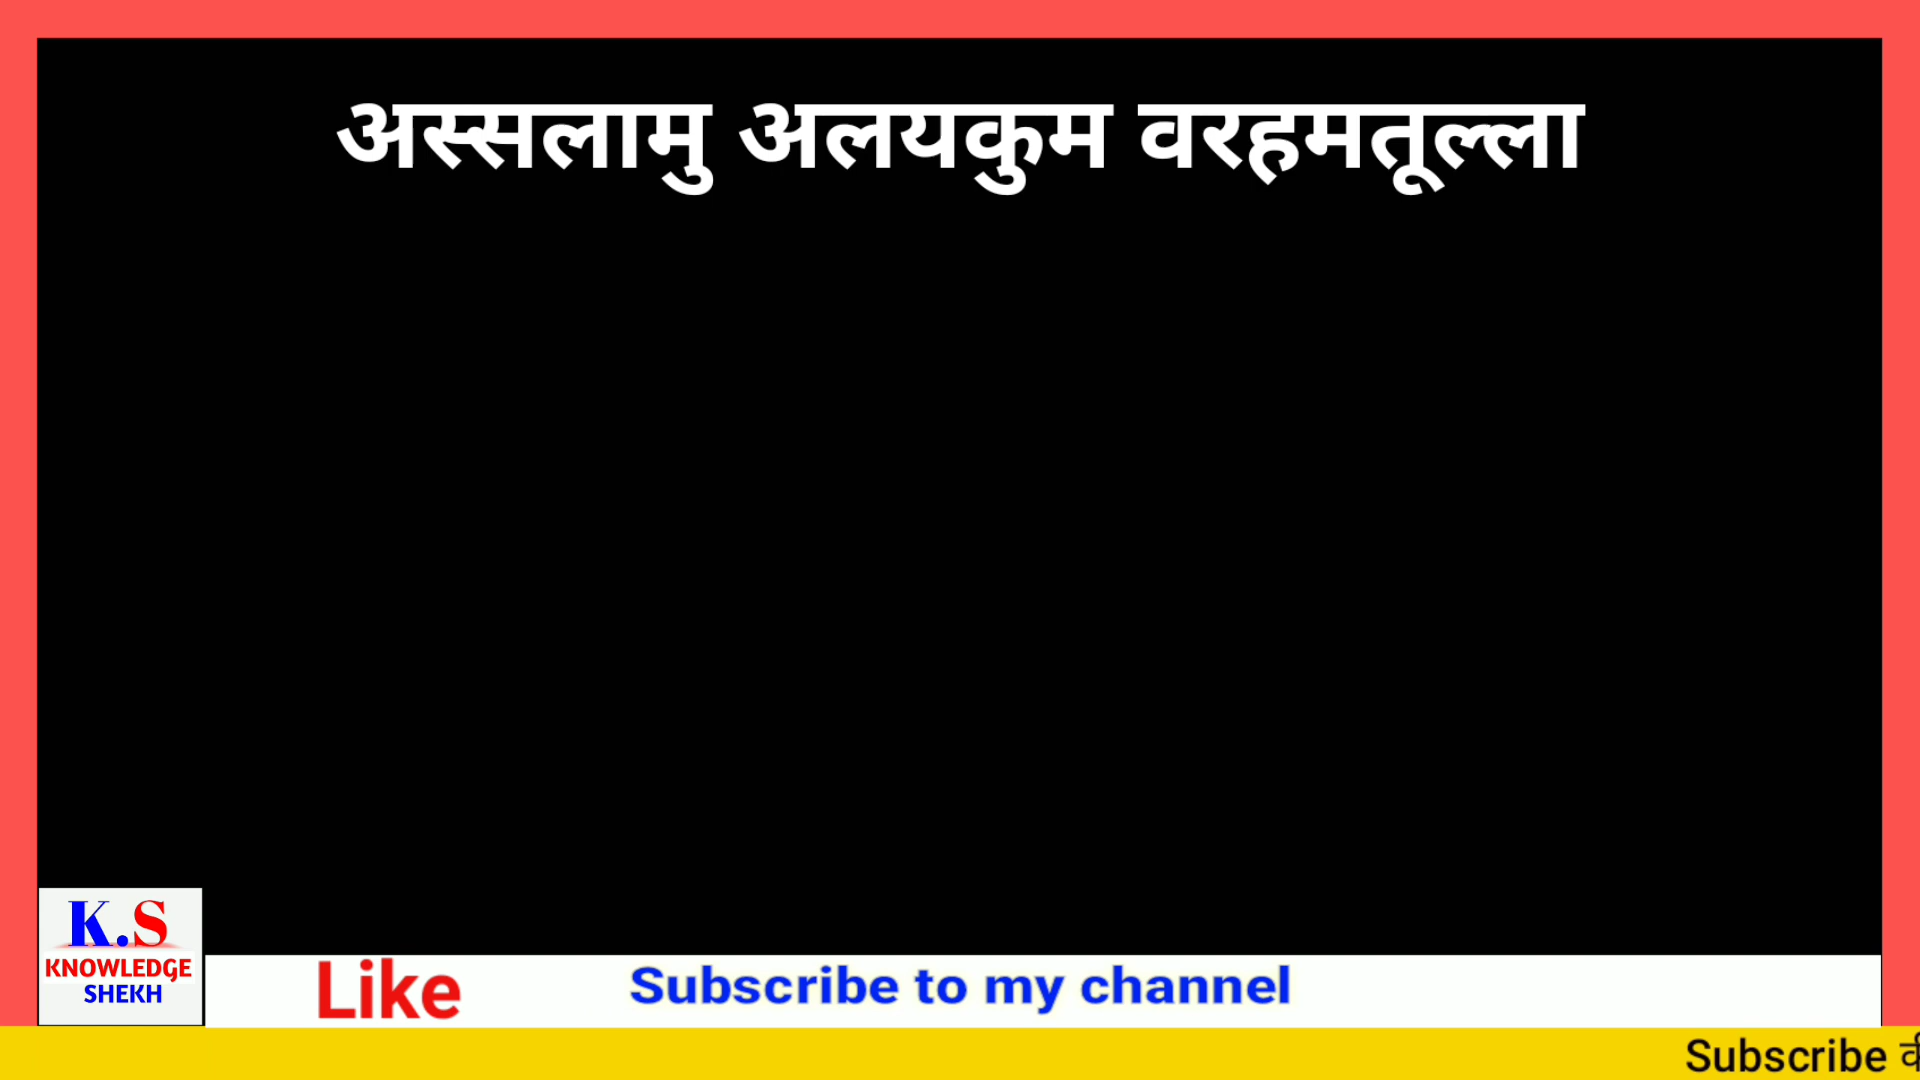 अस्सलामु अलयकुम वरहमतूल्ला
K.S
KNOWLEDGE
SHEKH
Like
Subscribe to my channel
Subscribe